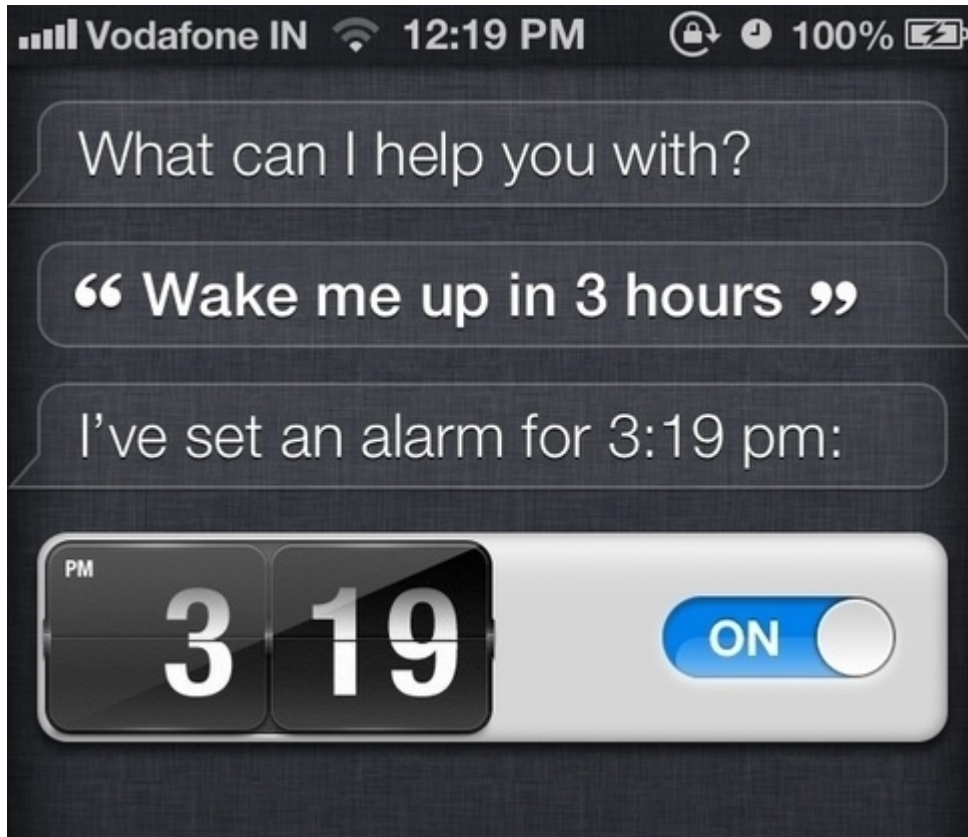 Vodafone IN 12:19 PM 100%
What can I help you with?
“ Wake me up in 3 hours ”
I’ve set an alarm for 3:19 pm:
PM
3 19
ON